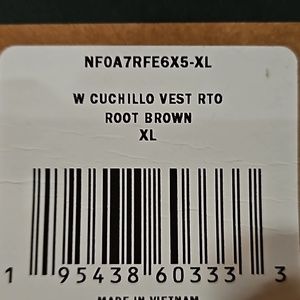 NF0A7RFE6X5-XL
W CUCHILLO VEST RTO
ROOT BROWN
XL
1 95438 60333 3
MADE IN VIETNAM